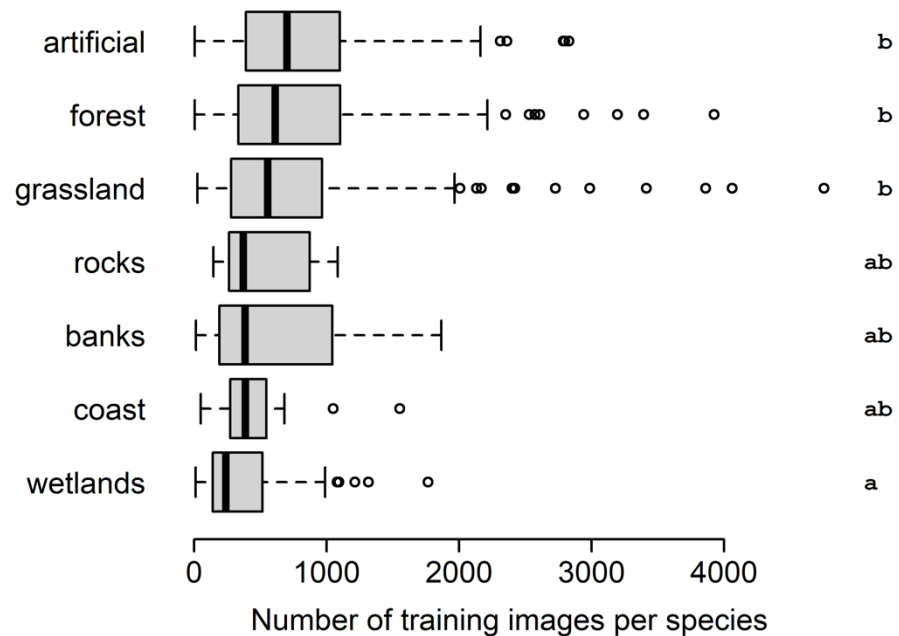 artificial b
forest b
grassland b
rocks ab
banks ab
coast ab
wetlands a
0 1000 2000 3000 4000
Number of training images per species